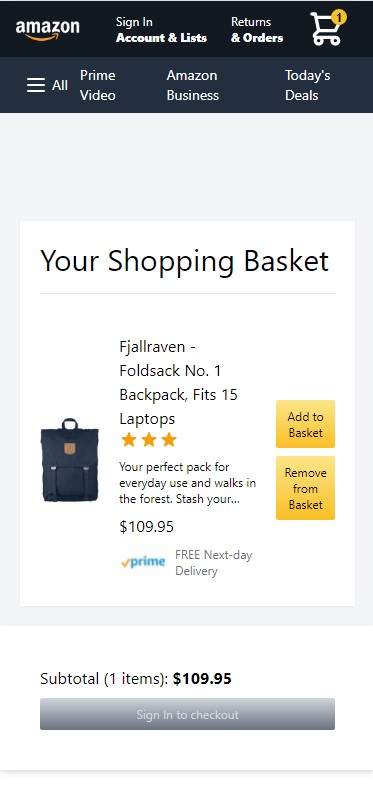 amazon
Sign In
Account & Lists
Returns
& Orders
1
All
Prime
Video
Amazon
Business
Today's
Deals
Your Shopping Basket
Fjallraven -
Foldsack No. 1
Backpack, Fits 15
Laptops
Your perfect pack for
everyday use and walks in
the forest. Stash your...
$109.95
prime
FREE Next-day
Delivery
Add to
Basket
Remove
from
Basket
Subtotal (1 items): $109.95
Sign In to checkout